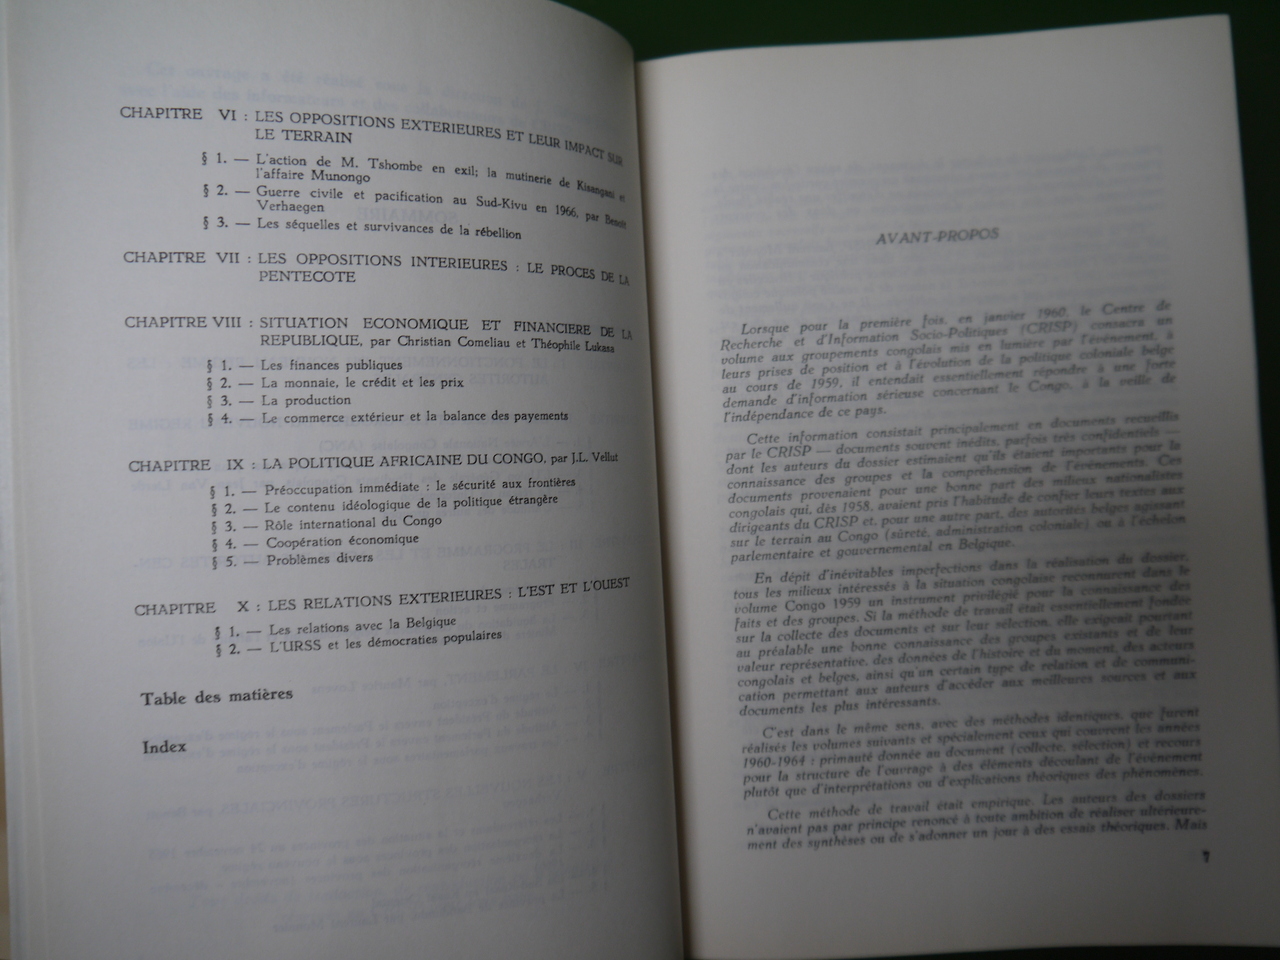 CHAPITRE VI : LES OPPOSITIONS EXTERIEURES ET LEUR IMPACT SUR
LE TERRAIN
§ 1. — L'action de M. Tshombe en exil; la mutinerie de Kisangani et
l'affaire Munongo
§ 2. — Guerre civile et pacification au Sud-Kivu en 1966, par Benoît
Verhaegen
§ 3. — Les séquelles et survivances de la rébellion
CHAPITRE VII : LES OPPOSITIONS INTERIEURES : LE PROCES DE LA
PENTECOTE
CHAPITRE VIII : SITUATION ECONOMIQUE ET FINANCIERE DE LA
REPUBLIQUE, par Christian Comeliau et Théophile Lukasa
§ 1. — Les finances publiques
§ 2. — La monnaie, le crédit et les prix
§ 3. — La production
§ 4. — Le commerce extérieur et la balance des payements
CHAPITRE IX : LA POLITIQUE AFRICAINE DU CONGO, par J.L. Vellut
§ 1. — Préoccupation immédiate : le sécurité aux frontières
§ 2. — Le contenu idéologique de la politique étrangère
§ 3. — Rôle international du Congo
§ 4. — Coopération économique
§ 5. — Problèmes divers
CHAPITRE X : LES RELATIONS EXTERIEURES : L'EST ET L'OUEST
§ 1. — Les relations avec la Belgique
§ 2. — L'URSS et les démocraties populaires
Table des matières
Index
AVANT-PROPOS
Lorsque pour la première fois, en janvier 1960, le Centre de
Recherche et d'Information Socio-Politiques (CRISP) consacra un
volume aux groupements congolais mis en lumière par l'événement, à
leurs prises de position et à l'évolution de la politique coloniale belge
au cours de 1959, il entendait essentiellement répondre à une forte
demande d'information sérieuse concernant le Congo, à la veille de
l'indépendance de ce pays.
Cette information consistait principalement en documents recueillis
par le CRISP — documents souvent inédits, parfois très confidentiels —
dont les auteurs du dossier estimaient qu'ils étaient importants pour la
connaissance des groupes et la compréhension de l'événements. Ces
documents provenaient pour une bonne part des milieux nationalistes
congolais qui, dès 1958, avaient pris l'habitude de confier leurs textes aux
dirigeants du CRISP et, pour une autre part, des autorités belges agissant
sur le terrain au Congo (sûreté, administration coloniale) ou à l'échelon
parlementaire et gouvernemental en Belgique.
En dépit d'inévitables imperfections dans la réalisation du dossier,
tous les milieux intéressés à la situation congolaise reconnurent dans le
volume Congo 1959 un instrument privilégié pour la connaissance des
faits et des groupes. Si la méthode de travail était essentiellement fondée
sur la collecte des documents et sur leur sélection, elle exigeait pourtant
au préalable une bonne connaissance des groupes existants et de leur
valeur représentative, des données de l'histoire et du moment, des acteurs
congolais et belges, ainsi qu'un certain type de relation et de communi-
cation permettant aux auteurs d'accéder aux meilleures sources et aux
documents les plus intéressants.
C'est dans le même sens, avec des méthodes identiques, que furent
réalisés les volumes suivants et spécialement ceux qui couvrent les années
1960-1964 : primauté donnée au document (collecte, sélection) et recours
pour la structure de l'ouvrage à des éléments découlant de l'événement
plutôt que d'interprétations ou d'explications théoriques des phénomènes.
Cette méthode de travail était empirique. Les auteurs des dossiers
n'avaient pas par principe renoncé à toute ambition de réaliser ultérieure-
ment des synthèses ou de s'adonner un jour à des essais théoriques. Mais
7